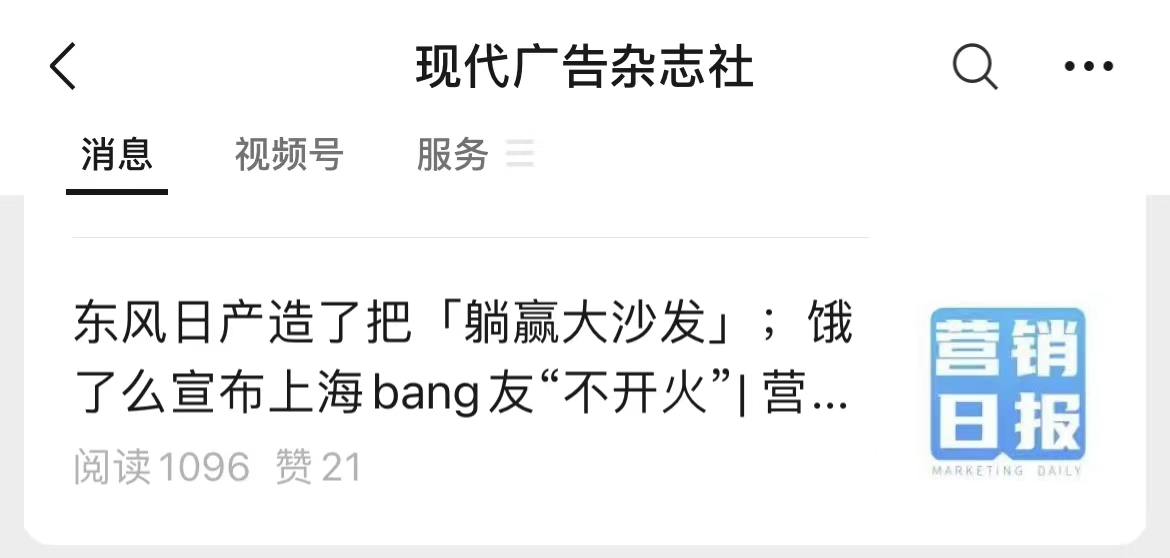 现代广告杂志社
消息 视频号 服务
东风日产造了把「躺赢大沙发」；饿
了么宣布上海bang友“不开火”| 营...
阅读1096 赞21
营销
日报
MARKETING DAILY